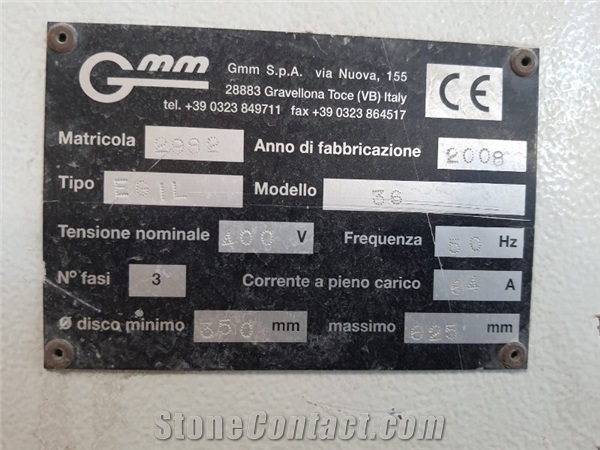 Gmm
Gmm S.p.A. via Nuova, 155
28883 Gravellona Toce (VB) Italy
tel. +39 0323 849711 fax +39 0323 864517
CE
Matricola 2982 Anno di fabbricazione 2008
Tipo EGIL Modello 36
Tensione nominale 400 V Frequenza 50 Hz
N° fasi 3 Corrente a pieno carico A
Ø disco minimo 350 mm massimo 625 mm
StoneContact.com